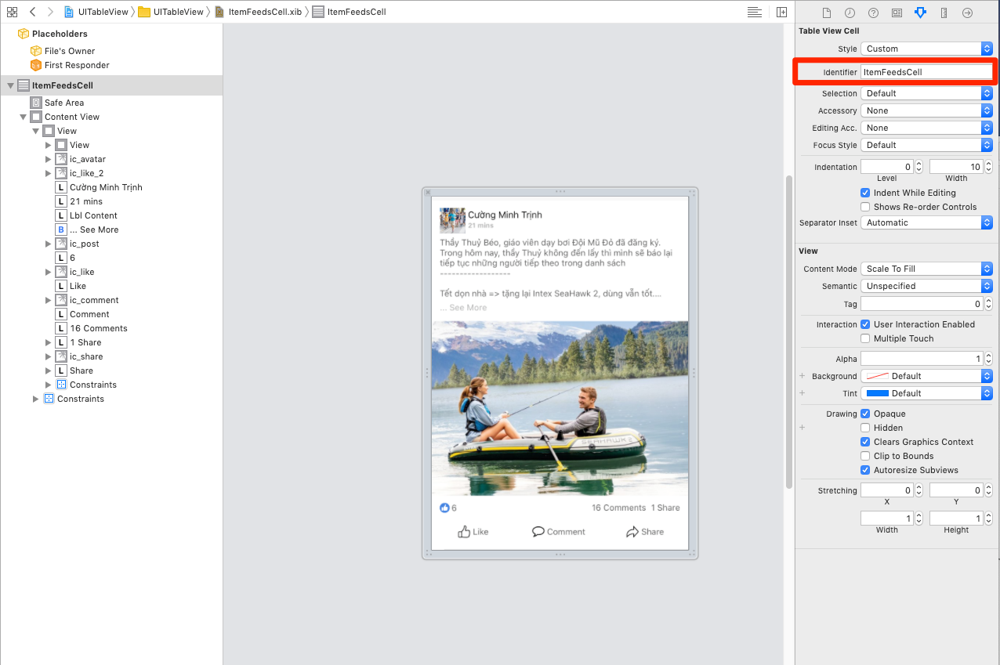 UITableView
UITableView
ItemFeedsCell.xib
ItemFeedsCell
Placeholders
File's Owner
First Responder
ItemFeedsCell
Safe Area
Content View
View
View
ic_avatar
ic_like_2
L Cường Minh Trịnh
L 21 mins
L Lbl Content
B ... See More
ic_post
L 6
ic_like
L Like
ic_comment
L Comment
L 16 Comments
L 1 Share
ic_share
L Share
Constraints
Constraints
Cường Minh Trịnh
21 mins
Thầy Thuỷ Béo, giáo viên dạy bơi Đội Mũ Đỏ đã đăng ký.
Trong hôm nay, thầy Thuỷ không đến lấy thì mình sẽ báo lại
tiếp tục những người tiếp theo trong danh sách
------------------
Tết dọn nhà => tặng lại Intex SeaHawk 2, dùng vẫn tốt....
... See More
SEAHAWK 2
6
16 Comments 1 Share
Like
Comment
Share
Table View Cell
Style Custom
Identifier ItemFeedsCell
Selection Default
Accessory None
Editing Acc. None
Focus Style Default
Indentation 0 10
Level Width
Indent While Editing
Shows Re-order Controls
Separator Inset Automatic
View
Content Mode Scale To Fill
Semantic Unspecified
Tag 0
Interaction User Interaction Enabled
Multiple Touch
Alpha 1
+ Background Default
+ Tint Default
Drawing Opaque
+ Hidden
Clears Graphics Context
Clip to Bounds
Autoresize Subviews
Stretching 0 0
X Y
1 1
Width Height